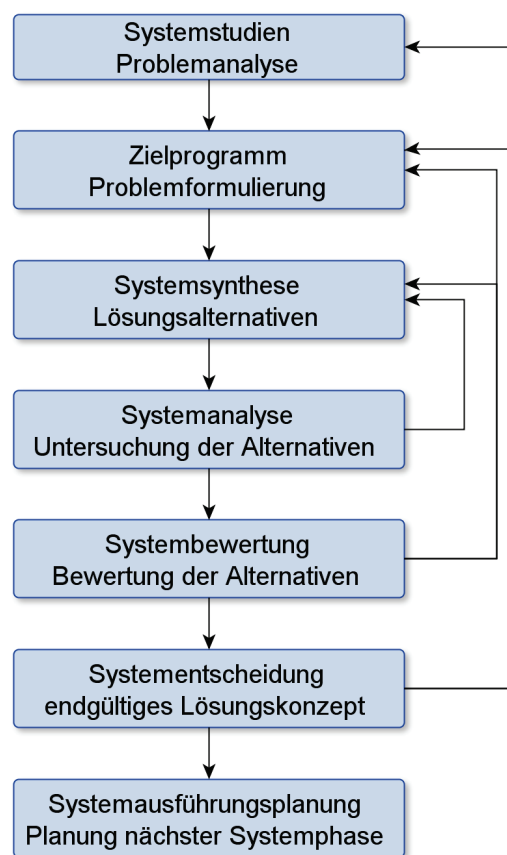 Systemstudien
Problemanalyse
Zielprogramm
Problemformulierung
Systemsynthese
Lösungsalternativen
Systemanalyse
Untersuchung der Alternativen
Systembewertung
Bewertung der Alternativen
Systementscheidung
endgültiges Lösungskonzept
Systemausführungsplanung
Planung nächster Systemphase